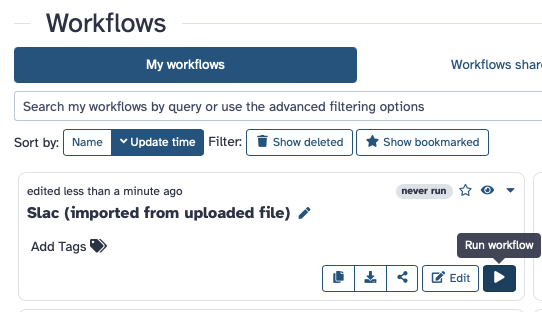 Workflows
My workflows
Workflows shar
Search my workflows by query or use the advanced filtering options
Sort by: Name Update time Filter: Show deleted Show bookmarked
edited less than a minute ago never run
Slac (imported from uploaded file)
Add Tags
Run workflow
Edit